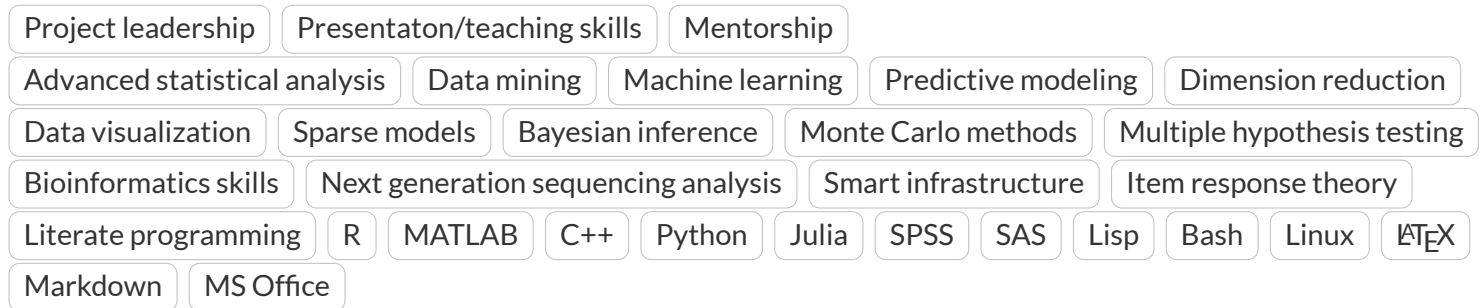 Project leadership Presentaton/teaching skills Mentorship
Advanced statistical analysis Data mining Machine learning Predictive modeling Dimension reduction
Data visualization Sparse models Bayesian inference Monte Carlo methods Multiple hypothesis testing
Bioinformatics skills Next generation sequencing analysis Smart infrastructure Item response theory
Literate programming R MATLAB C++ Python Julia SPSS SAS Lisp Bash Linux LATEX
Markdown MS Office